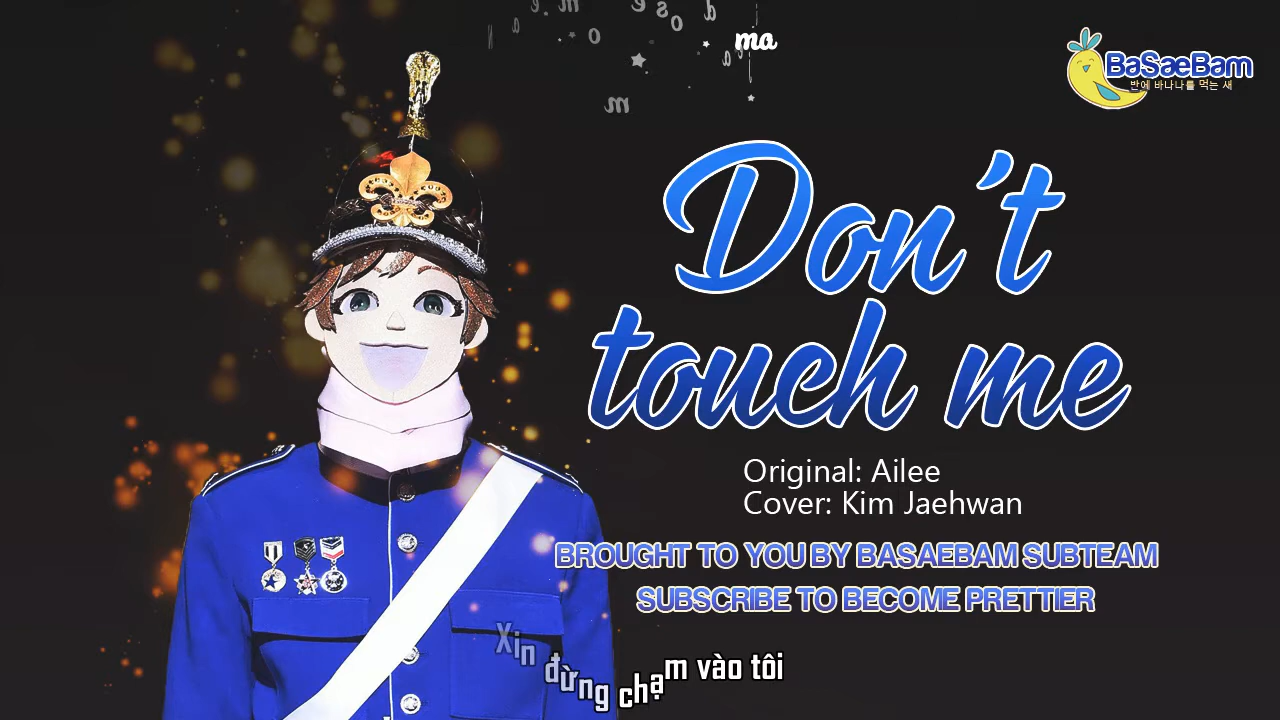 ma
m
BaSaeBam
반에 바나나를 먹는 새
Don't
touch me
Original: Ailee
Cover: Kim Jaehwan
BROUGHT TO YOU BY BASAEBAM SUBTEAM
SUBSCRIBE TO BECOME PRETTIER
Xin đừng chạm vào tôi